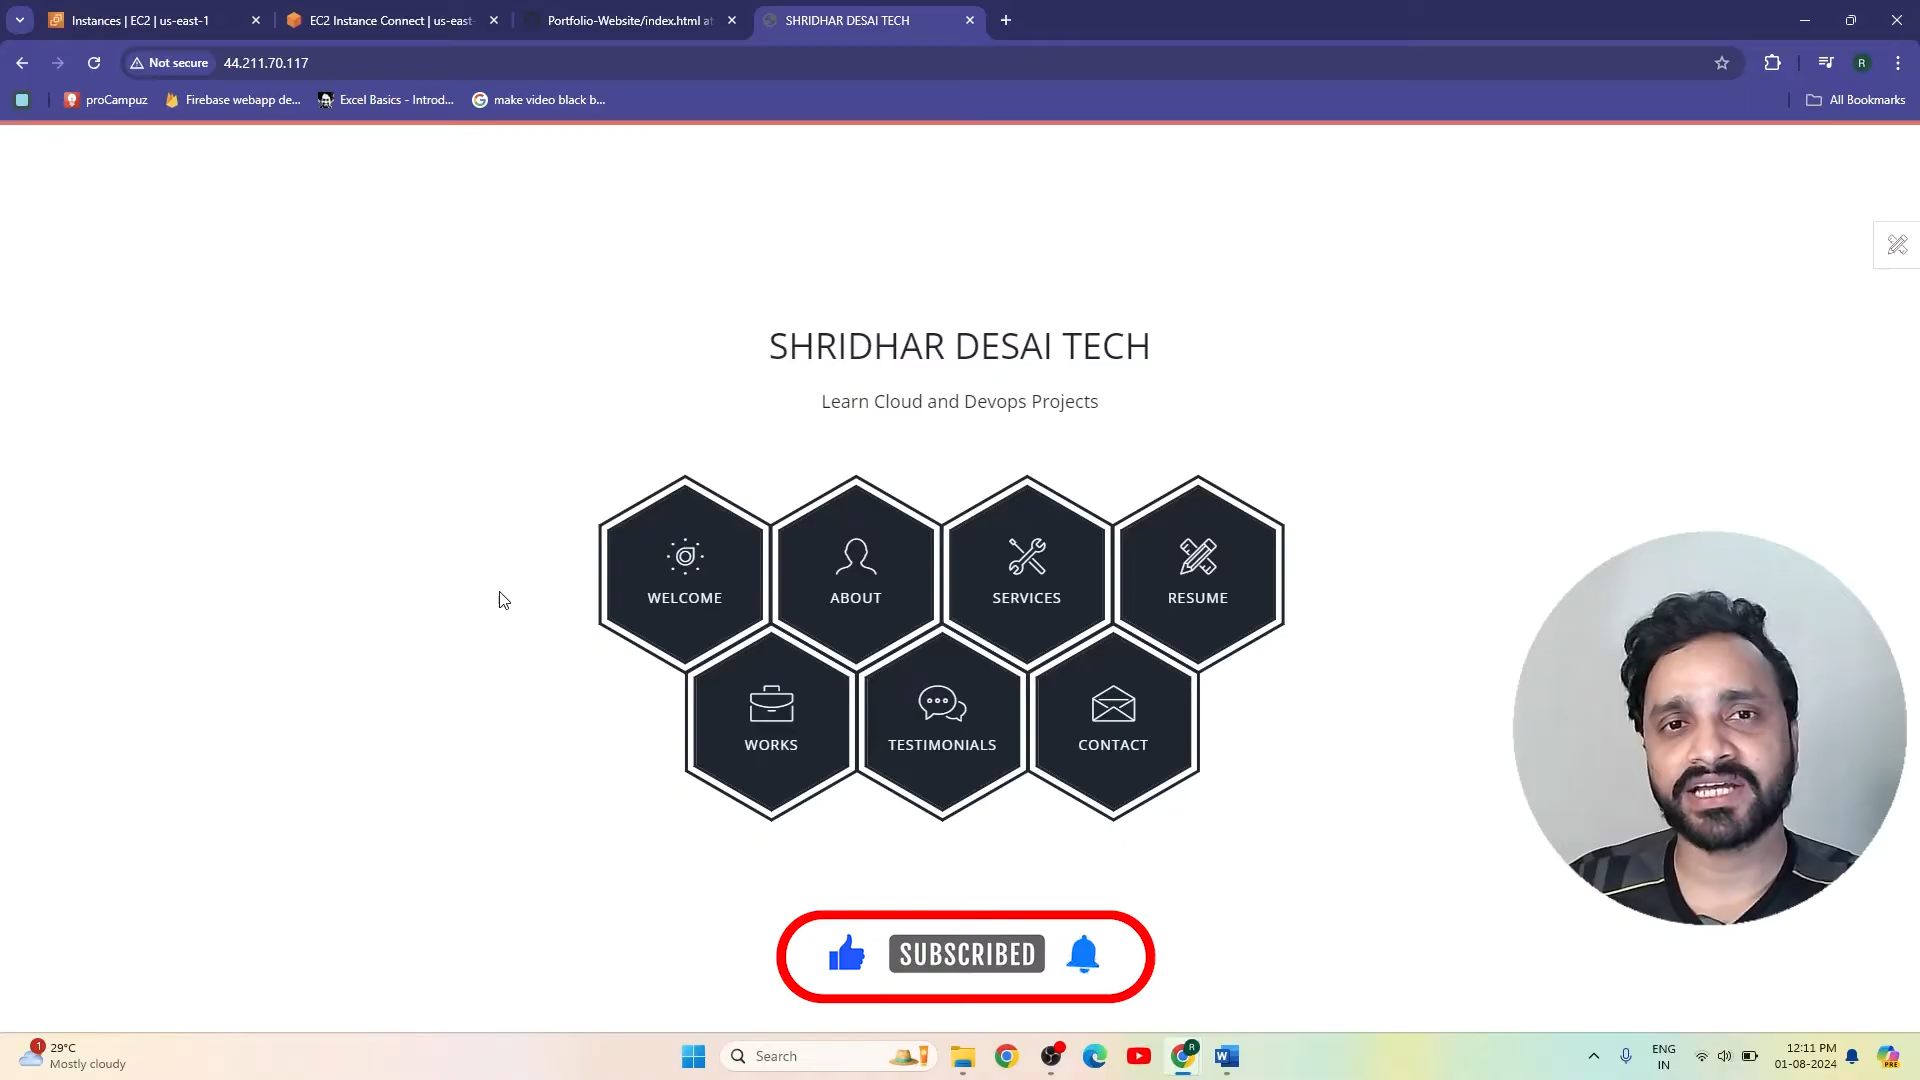 Instances | EC2 | us-east-1
EC2 Instance Connect | us-east-
Portfolio-Website/index.html at
SHRIDHAR DESAI TECH
Not secure
44.211.70.117
R
proCampuz
Firebase webapp de...
Excel Basics - Introd...
make video black b...
All Bookmarks
SHRIDHAR DESAI TECH
Learn Cloud and Devops Projects
WELCOME
ABOUT
SERVICES
RESUME
WORKS
TESTIMONIALS
CONTACT
SUBSCRIBED
1
29°C
Mostly cloudy
Search
R
ENG
IN
12:11 PM
01-08-2024
PRE